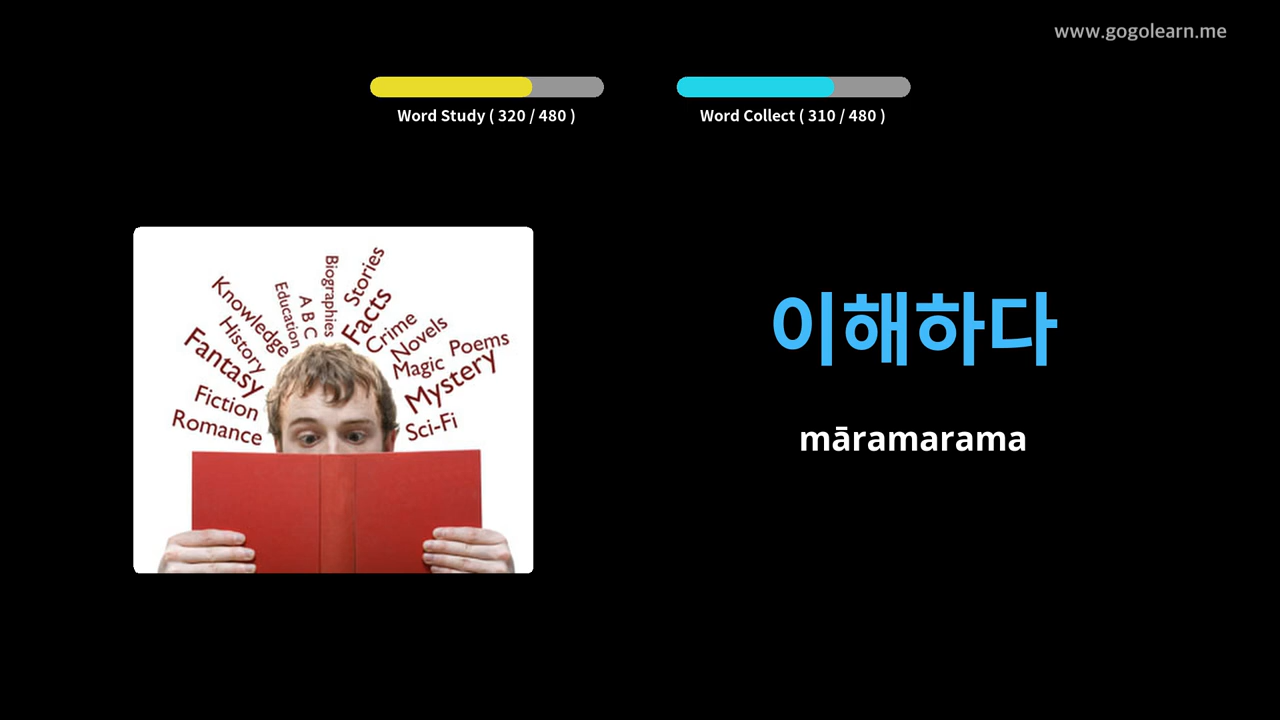 www.gogolearn.me
Word Study ( 320 / 480 )
Word Collect ( 310 / 480 )
이해하다
māramarama
Knowledge
History
Fantasy
Fiction
Romance
Education
A B C
Biographies
Stories
Facts
Crime
Novels
Magic
Poems
Mystery
Sci-Fi